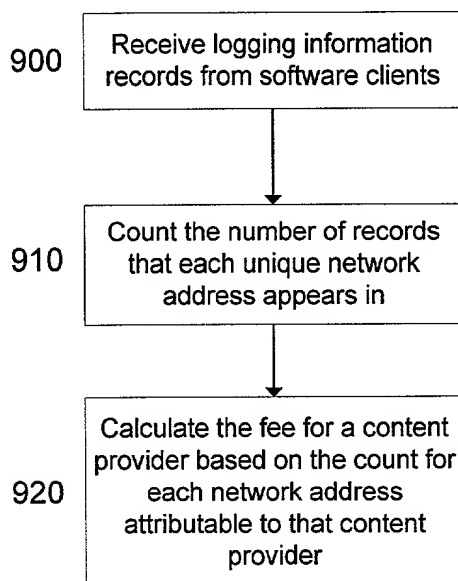 900
Receive logging information
records from software clients
910
Count the number of records
that each unique network
address appears in
920
Calculate the fee for a content
provider based on the count for
each network address
attributable to that content
provider